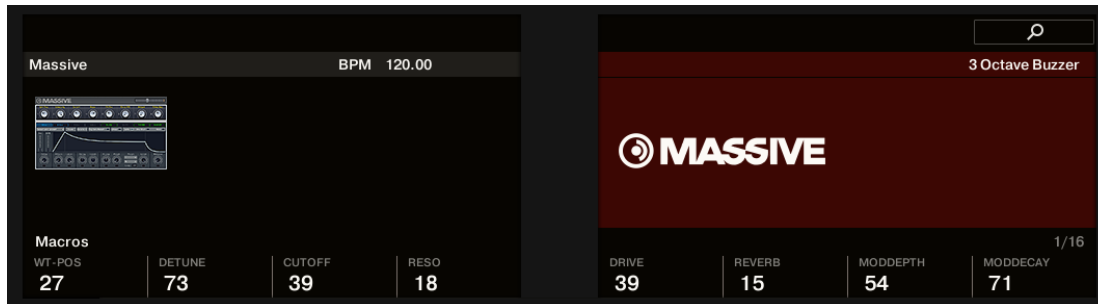 Massive BPM 120.00
MASSIVE
Macros
WT-POS DETUNE CUTOFF RESO
27 73 39 18
3 Octave Buzzer
MASSIVE
1/16
DRIVE REVERB MODDEPTH MODDECAY
39 15 54 71